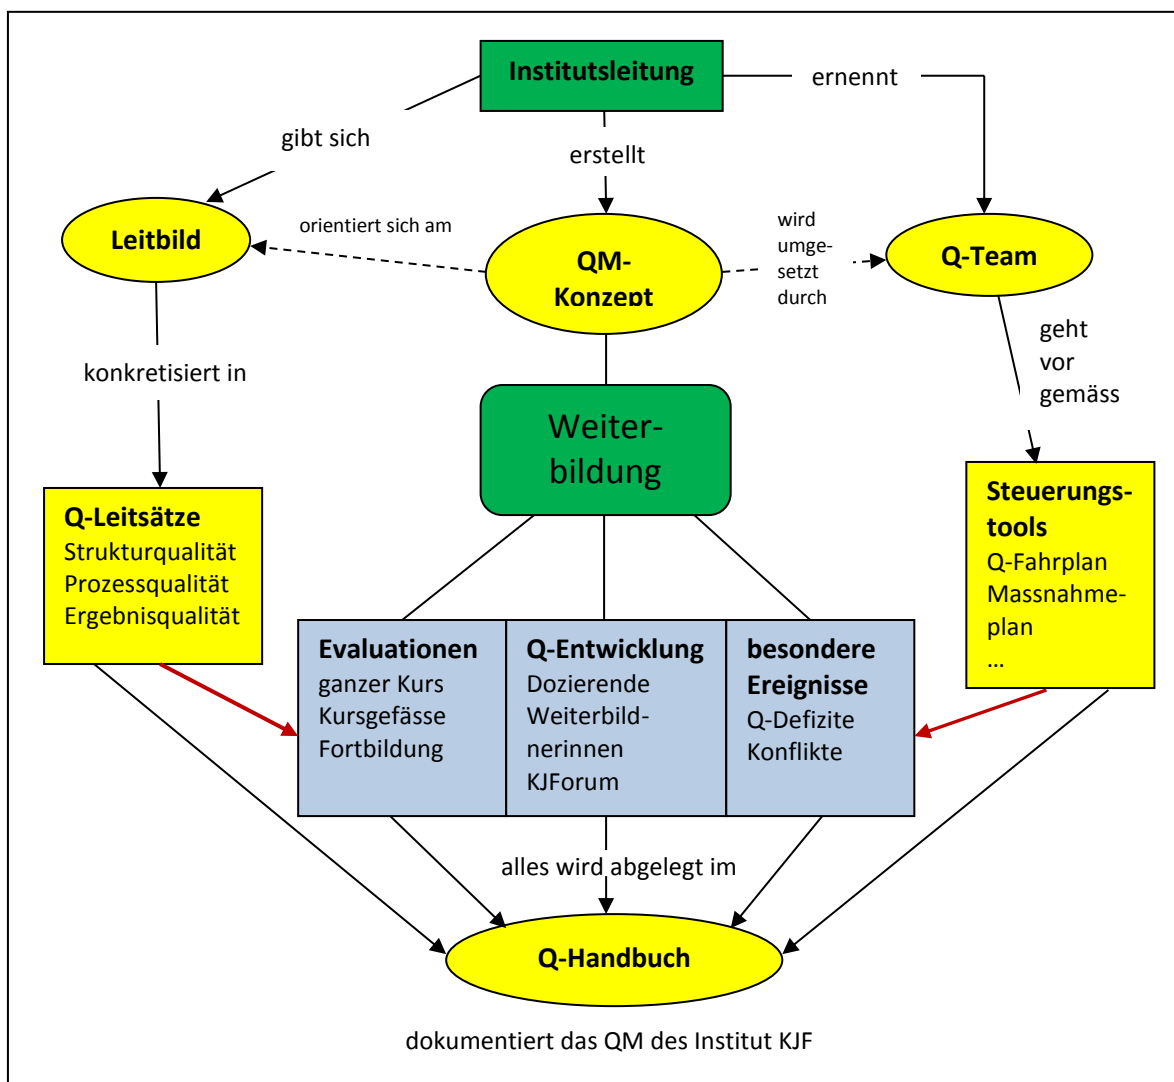 Institutsleitung
ernennt
gibt sich
erstellt
Leitbild
orientiert sich am
QM-
Konzept
wird
umge-
setzt
durch
Q-Team
konkretisiert in
geht
vor
gemäss
Weiter-
bildung
Q-Leitsätze
Strukturqualität
Prozessqualität
Ergebnisqualität
Steuerungs-
tools
Q-Fahrplan
Massnahme-
plan
...
Evaluationen
ganzer Kurs
Kursgefässe
Fortbildung
Q-Entwicklung
Dozierende
Weiterbild-
nerinnen
KJForum
besondere
Ereignisse
Q-Defizite
Konflikte
alles wird abgelegt im
Q-Handbuch
dokumentiert das QM des Institut KJF